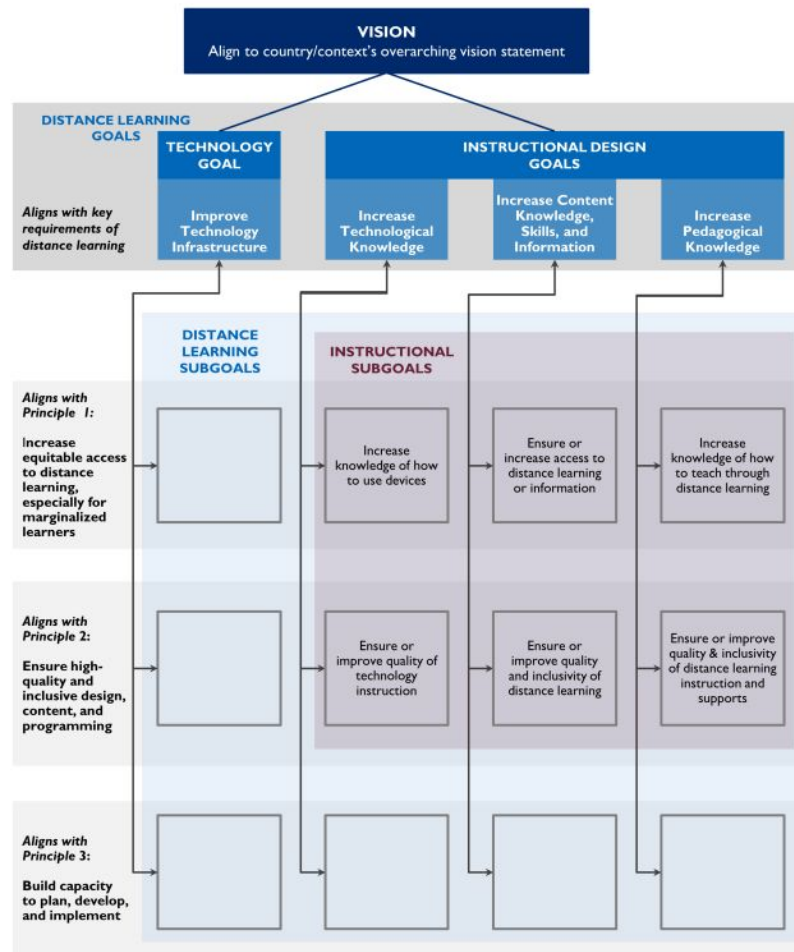 VISION
Align to country/context's overarching vision statement
DISTANCE LEARNING
GOALS
TECHNOLOGY
GOAL
INSTRUCTIONAL DESIGN
GOALS
Aligns with key
requirements of
distance learning
Improve
Technology
Infrastructure
Increase
Technological
Knowledge
Increase Content
Knowledge,
Skills, and
Information
Increase
Pedagogical
Knowledge
DISTANCE
LEARNING
SUBGOALS
INSTRUCTIONAL
SUBGOALS
Aligns with
Principle 1:
Increase
equitable access
to distance
learning,
especially for
marginalized
learners
Increase
knowledge of how
to use devices
Ensure or
increase access to
distance learning
or information
Increase
knowledge of how
to teach through
distance learning
Aligns with
Principle 2:
Ensure high-
quality and
inclusive design,
content, and
programming
Ensure or
improve quality of
technology
instruction
Ensure or
improve quality
and inclusivity of
distance learning
Ensure or improve
quality & inclusivity
of distance learning
instruction and
supports
Aligns with
Principle 3:
Build capacity
to plan, develop,
and implement